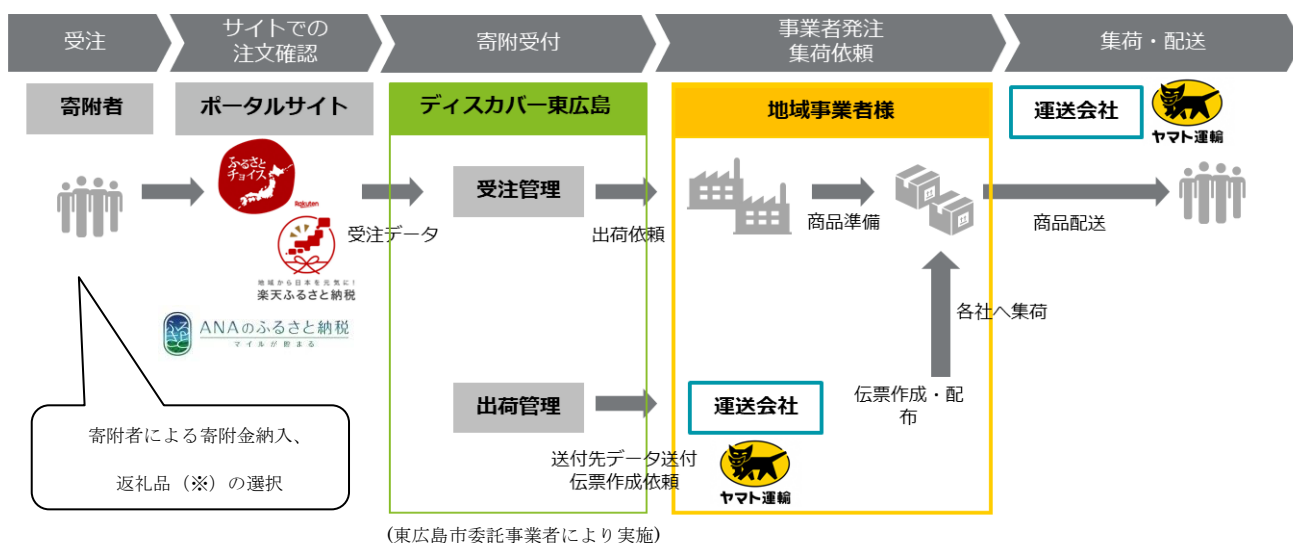 受注
サイトでの
注文確認
寄附受付
事業者発注
集荷依頼
集荷・配送
寄附者
ポータルサイト
ディスカバー東広島
地域事業者様
運送会社
ヤマト運輸
ふるさと
チョイス
Rakuten
地域から日本を元気に!
楽天ふるさと納税
ANAのふるさと納税
マイルが貯まる
受注データ
受注管理
出荷依頼
商品準備
商品配送
各社へ集荷
出荷管理
送付先データ送付
伝票作成依頼
運送会社
ヤマト運輸
伝票作成・配
布
寄附者による寄附金納入、
返礼品（※）の選択
(東広島市委託事業者により実施)